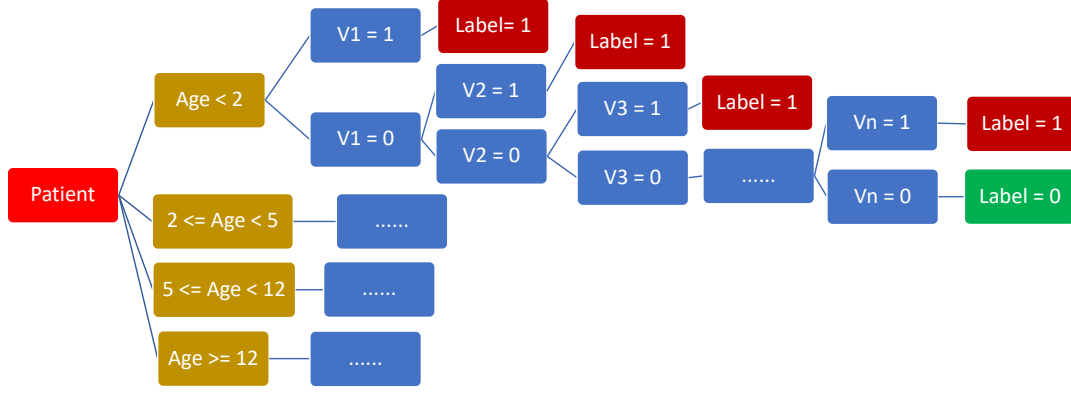 Patient
Age < 2
V1 = 1
Label= 1
V1 = 0
V2 = 1
Label = 1
V2 = 0
V3 = 1
Label = 1
V3 = 0
......
Vn = 1
Label = 1
Vn = 0
Label = 0
2 <= Age < 5
......
5 <= Age < 12
......
Age >= 12
......